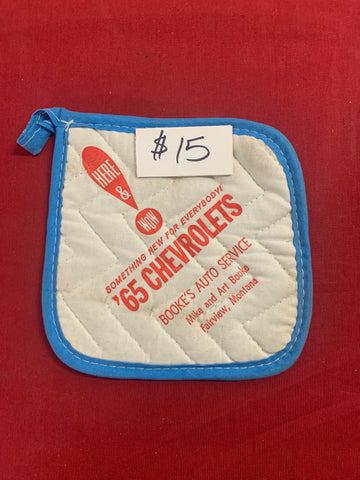 $15
HERE
&
NOW
SOMETHING NEW FOR EVERYBODY!
'65 CHEVROLETS
BOOKE'S AUTO SERVICE
Mike and Art Booke
Fairview, Montana